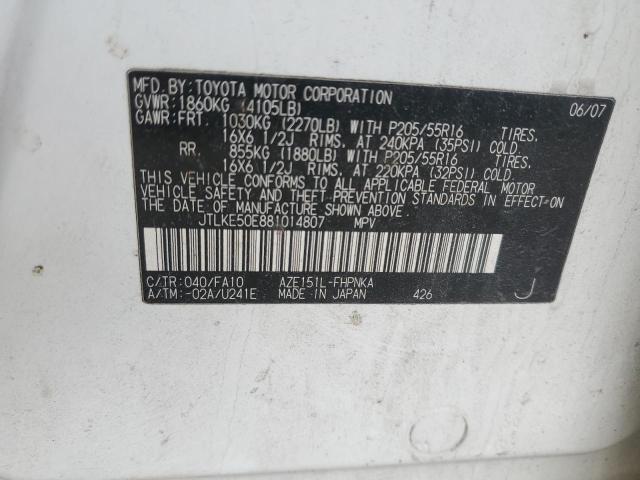 MFD. BY: TOYOTA MOTOR CORPORATION 06/07
GVWR: 1860KG (4105LB)
GAWR: FRT. 1030KG (2270LB) WITH P205/55R16 TIRES.
16X6 1/2J RIMS. AT 240KPA (35PSI) COLD.
RR. 855KG (1880LB) WITH P205/55R16 TIRES.
16X6 1/2J RIMS. AT 220KPA (32PSI) COLD.
THIS VEHICLE CONFORMS TO ALL APPLICABLE FEDERAL MOTOR
VEHICLE SAFETY AND THEFT PREVENTION STANDARDS IN EFFECT ON
THE DATE OF MANUFACTURE SHOWN ABOVE.
JTLKE50E881014807 MPV
C/TR: 040/FA10 AZE151L-FHPNKA
A/TM: -02A/U241E MADE IN JAPAN 426 J